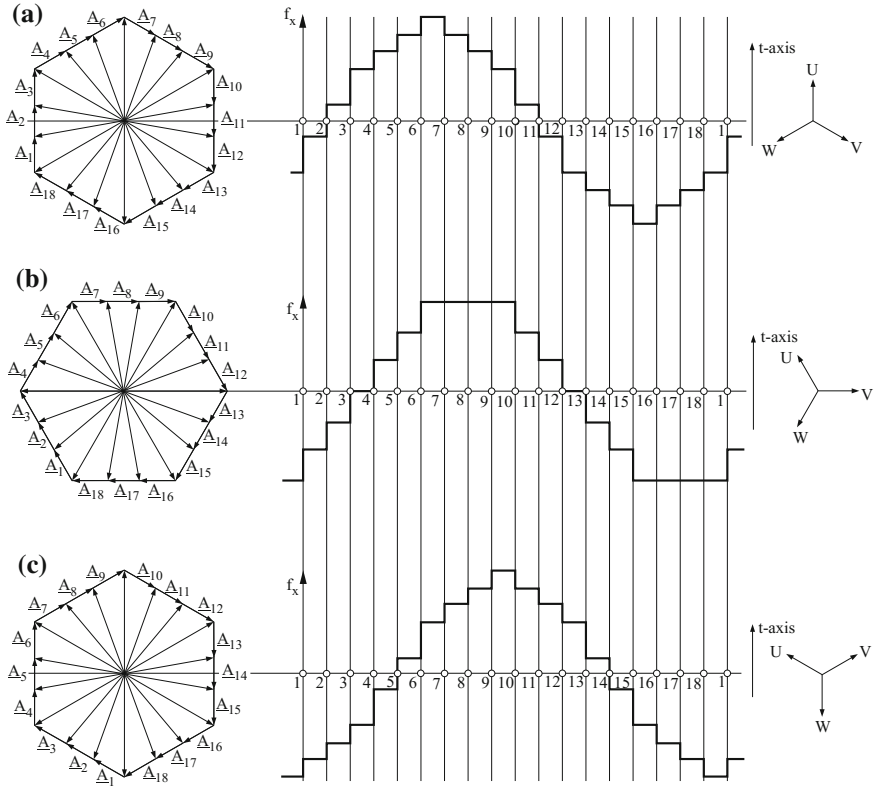 (a)
A6 A7
A5 A8
A4 A9
A3 A10
A2 A11
A1 A12
A18 A13
A17 A14
A16 A15
fx
1 2 3 4 5 6 7 8 9 10 11 12 13 14 15 16 17 18 1
t-axis
U
W V
(b)
A7 A8 A9
A6 A10
A5 A11
A4 A12
A3 A13
A2 A14
A1 A15
A18 A17 A16
fx
1 2 3 4 5 6 7 8 9 10 11 12 13 14 15 16 17 18 1
t-axis
U
V
W
(c)
A9 A10
A8 A11
A7 A12
A6 A13
A5 A14
A4 A15
A3 A16
A2 A17
A1 A18
fx
1 2 3 4 5 6 7 8 9 10 11 12 13 14 15 16 17 18 1
t-axis
U V
W